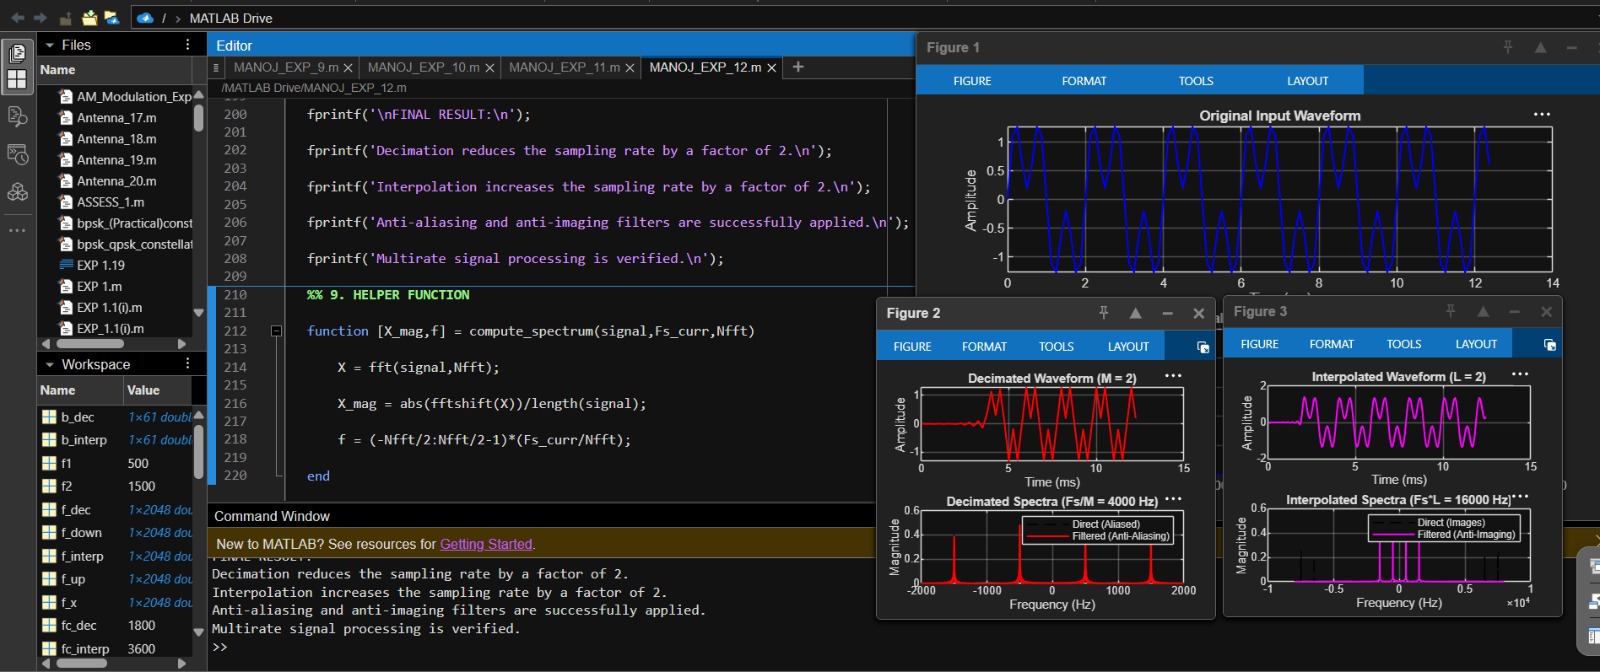 / › MATLAB Drive
Files
Name
AM_Modulation_Exp
Antenna_17.m
Antenna_18.m
Antenna_19.m
Antenna_20.m
ASSESS_1.m
bpsk_(Practical)const
bpsk_qpsk_constellat
EXP 1.19
EXP 1.m
EXP 1.1(i).m
EXP_1.1(i).m
Workspace
Name Value
b_dec 1×61 doubl
b_interp 1×61 doubl
f1 500
f2 1500
f_dec 1×2048 dou
f_down 1×2048 dou
f_interp 1×2048 dou
f_up 1×2048 dou
f_x 1×2048 dou
fc_dec 1800
fc_interp 3600
Editor
MANOJ_EXP_9.m × MANOJ_EXP_10.m × MANOJ_EXP_11.m × MANOJ_EXP_12.m × +
/MATLAB Drive/MANOJ_EXP_12.m
200 fprintf('\nFINAL RESULT:\n');
201
202 fprintf('Decimation reduces the sampling rate by a factor of 2.\n');
203
204 fprintf('Interpolation increases the sampling rate by a factor of 2.\n');
205
206 fprintf('Anti-aliasing and anti-imaging filters are successfully applied.\n');
207
208 fprintf('Multirate signal processing is verified.\n');
209
210 %% 9. HELPER FUNCTION
211
212 function [X_mag,f] = compute_spectrum(signal,Fs_curr,Nfft)
213
214 X = fft(signal,Nfft);
215
216 X_mag = abs(fftshift(X))/length(signal);
217
218 f = (-Nfft/2:Nfft/2-1)*(Fs_curr/Nfft);
219
220 end
Command Window
New to MATLAB? See resources for Getting Started.
FINAL RESULT:
Decimation reduces the sampling rate by a factor of 2.
Interpolation increases the sampling rate by a factor of 2.
Anti-aliasing and anti-imaging filters are successfully applied.
Multirate signal processing is verified.
>>
Figure 1
FIGURE FORMAT TOOLS LAYOUT
Original Input Waveform
Amplitude
1
0.5
0
-0.5
-1
0 2 4 6 8 10 12 14
Figure 2
FIGURE FORMAT TOOLS LAYOUT
Decimated Waveform (M = 2)
Amplitude
1
0
-1
0 5 10 15
Time (ms)
Decimated Spectra (Fs/M = 4000 Hz)
Magnitude
0.6
0.4
0.2
0
Direct (Aliased)
Filtered (Anti-Aliasing)
-2000 -1000 0 1000 2000
Frequency (Hz)
Figure 3
FIGURE FORMAT TOOLS LAYOUT
Interpolated Waveform (L = 2)
Amplitude
2
0
-2
0 5 10 15
Time (ms)
Interpolated Spectra (Fs*L = 16000 Hz)
Magnitude
0.6
0.4
0.2
0
Direct (Images)
Filtered (Anti-Imaging)
-1 -0.5 0 0.5 1
×10⁴
Frequency (Hz)